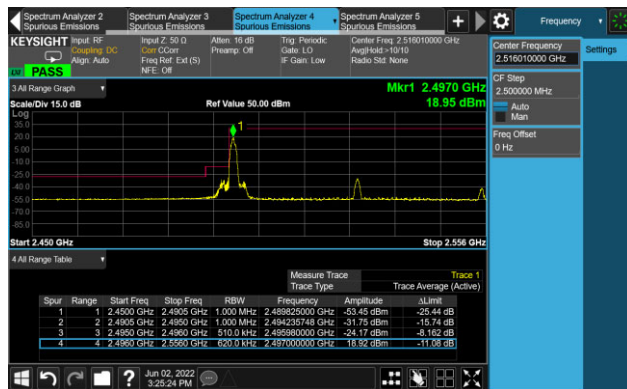 Spectrum Analyzer 2 Spurious Emissions
Spectrum Analyzer 3 Spurious Emissions
Spectrum Analyzer 4 Spurious Emissions
Spectrum Analyzer 5 Spurious Emissions
+
Frequency
KEYSIGHT Input: RF Input Z: 50 Ω Atten: 16 dB Trig: Periodic Center Freq: 2.516010000 GHz
Coupling: DC Corr CCorr Preamp: Off Gate: LO Avg|Hold:>10/10
Align: Auto Freq Ref: Ext (S) IF Gain: Low Radio Std: None
NFE: Off
PASS
Center Frequency
2.516010000 GHz
Settings
CF Step
2.500000 MHz
Auto
Man
Freq Offset
0 Hz
3 All Range Graph
Mkr1 2.4970 GHz
Scale/Div 15.0 dB Ref Value 50.00 dBm 18.95 dBm
Log
35.0
20.0
5.00
-10.0
-25.0
-40.0
-55.0
-70.0
-85.0
1
Start 2.450 GHz Stop 2.556 GHz
4 All Range Table
Measure Trace Trace 1
Trace Type Trace Average (Active)
Spur Range Start Freq Stop Freq RBW Frequency Amplitude ΔLimit
1 1 2.4500 GHz 2.4905 GHz 1.000 MHz 2.489825000 GHz -53.45 dBm -25.44 dB
2 2 2.4905 GHz 2.4950 GHz 1.000 MHz 2.494235748 GHz -31.75 dBm -15.74 dB
3 3 2.4950 GHz 2.4960 GHz 510.0 kHz 2.495980000 GHz -24.17 dBm -8.162 dB
4 4 2.4960 GHz 2.5560 GHz 620.0 kHz 2.497000000 GHz 18.92 dBm -11.08 dB
?
Jun 02, 2022
3:25:24 PM